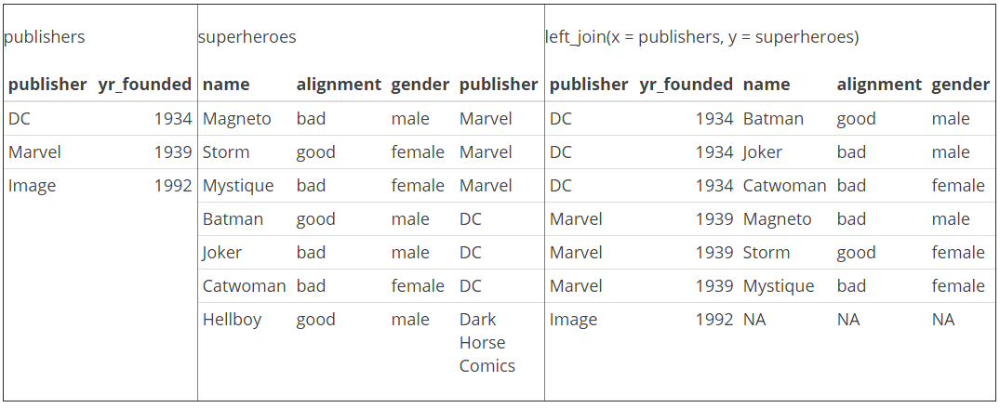 publishers superheroes left_join(x = publishers, y = superheroes)
publisher yr_founded name alignment gender publisher publisher yr_founded name alignment gender
DC 1934 Magneto bad male Marvel DC 1934 Batman good male
Marvel 1939 Storm good female Marvel DC 1934 Joker bad male
Image 1992 Mystique bad female Marvel DC 1934 Catwoman bad female
Batman good male DC Marvel 1939 Magneto bad male
Joker bad male DC Marvel 1939 Storm good female
Catwoman bad female DC Marvel 1939 Mystique bad female
Hellboy good male Dark Image 1992 NA NA NA
Horse
Comics